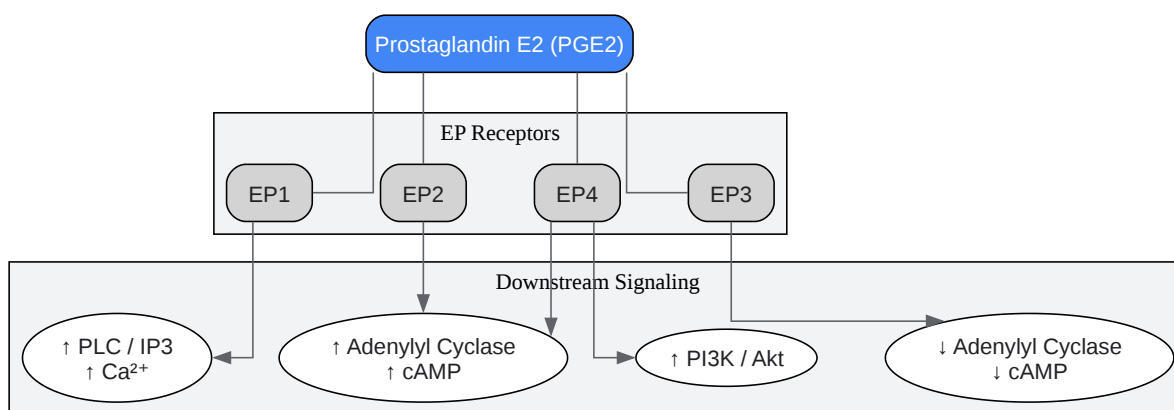 Prostaglandin E2 (PGE2)
EP Receptors
EP1
EP2
EP4
EP3
Downstream Signaling
↑ PLC / IP3
↑ Ca²⁺
↑ Adenylyl Cyclase
↑ cAMP
↑ PI3K / Akt
↓ Adenylyl Cyclase
↓ cAMP